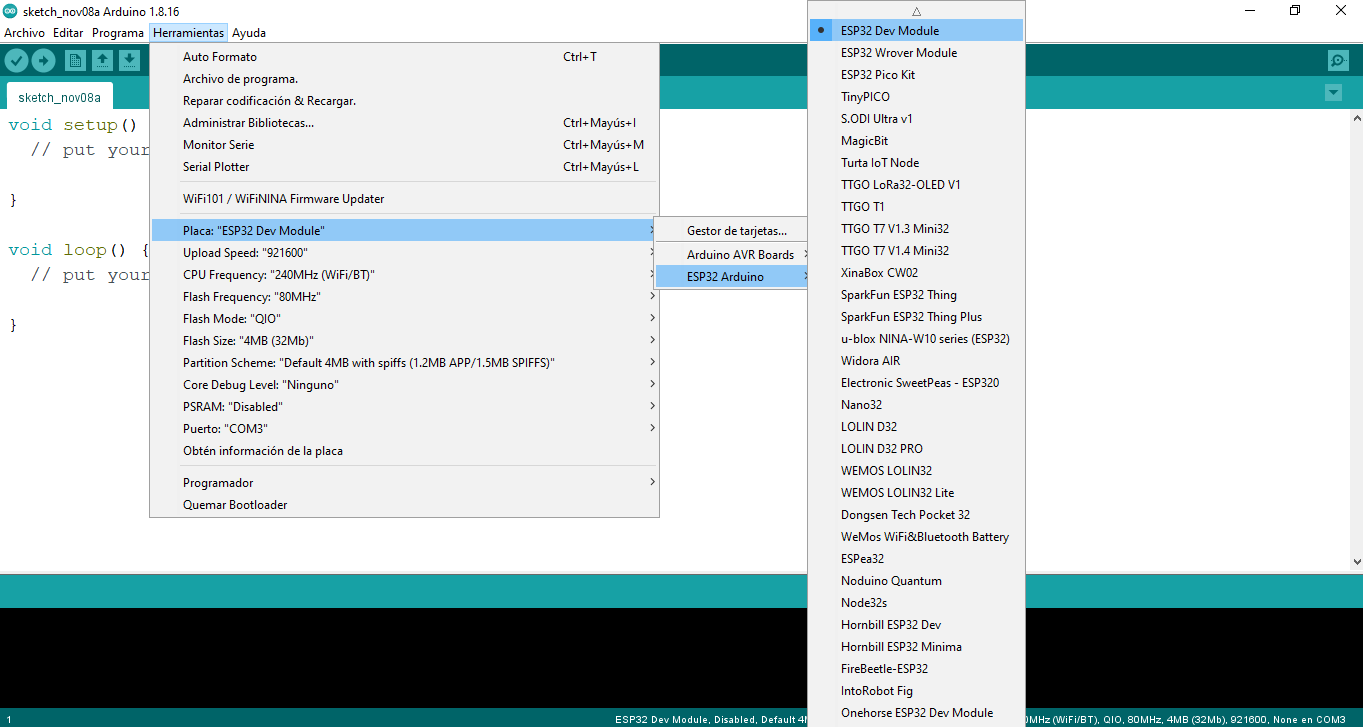 sketch_nov08a Arduino 1.8.16
Archivo Editar Programa Herramientas Ayuda
sketch_nov08a
void setup()
// put your
}
void loop() {
// put your
}
Auto Formato Ctrl+T
Archivo de programa.
Reparar codificación & Recargar.
Administrar Bibliotecas... Ctrl+Mayús+I
Monitor Serie Ctrl+Mayús+M
Serial Plotter Ctrl+Mayús+L
WiFi101 / WiFiNINA Firmware Updater
Placa: "ESP32 Dev Module"
Upload Speed: "921600"
CPU Frequency: "240MHz (WiFi/BT)"
Flash Frequency: "80MHz"
Flash Mode: "QIO"
Flash Size: "4MB (32Mb)"
Partition Scheme: "Default 4MB with spiffs (1.2MB APP/1.5MB SPIFFS)"
Core Debug Level: "Ninguno"
PSRAM: "Disabled"
Puerto: "COM3"
Obtén información de la placa
Programador
Quemar Bootloader
Gestor de tarjetas...
Arduino AVR Boards
ESP32 Arduino
ESP32 Dev Module
ESP32 Wrover Module
ESP32 Pico Kit
TinyPICO
S.ODI Ultra v1
MagicBit
Turta IoT Node
TTGO LoRa32-OLED V1
TTGO T1
TTGO T7 V1.3 Mini32
TTGO T7 V1.4 Mini32
XinaBox CW02
SparkFun ESP32 Thing
SparkFun ESP32 Thing Plus
u-blox NINA-W10 series (ESP32)
Widora AIR
Electronic SweetPeas - ESP320
Nano32
LOLIN D32
LOLIN D32 PRO
WEMOS LOLIN32
WEMOS LOLIN32 Lite
Dongsen Tech Pocket 32
WeMos WiFi&Bluetooth Battery
ESPea32
Noduino Quantum
Node32s
Hornbill ESP32 Dev
Hornbill ESP32 Minima
FireBeetle-ESP32
IntoRobot Fig
Onehorse ESP32 Dev Module
1 ESP32 Dev Module, Disabled, Default 4 0MHz (WiFi/BT), QIO, 80MHz, 4MB (32Mb), 921600, None en COM3